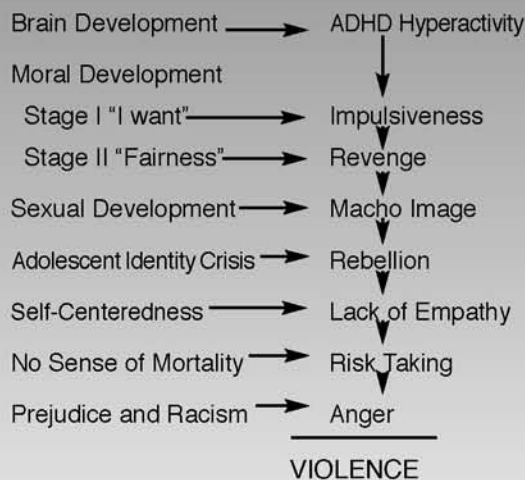 Brain Development ADHD Hyperactivity
Moral Development
Stage I "I want" Impulsiveness
Stage II "Fairness" Revenge
Sexual Development Macho Image
Adolescent Identity Crisis Rebellion
Self-Centeredness Lack of Empathy
No Sense of Mortality Risk Taking
Prejudice and Racism Anger
VIOLENCE